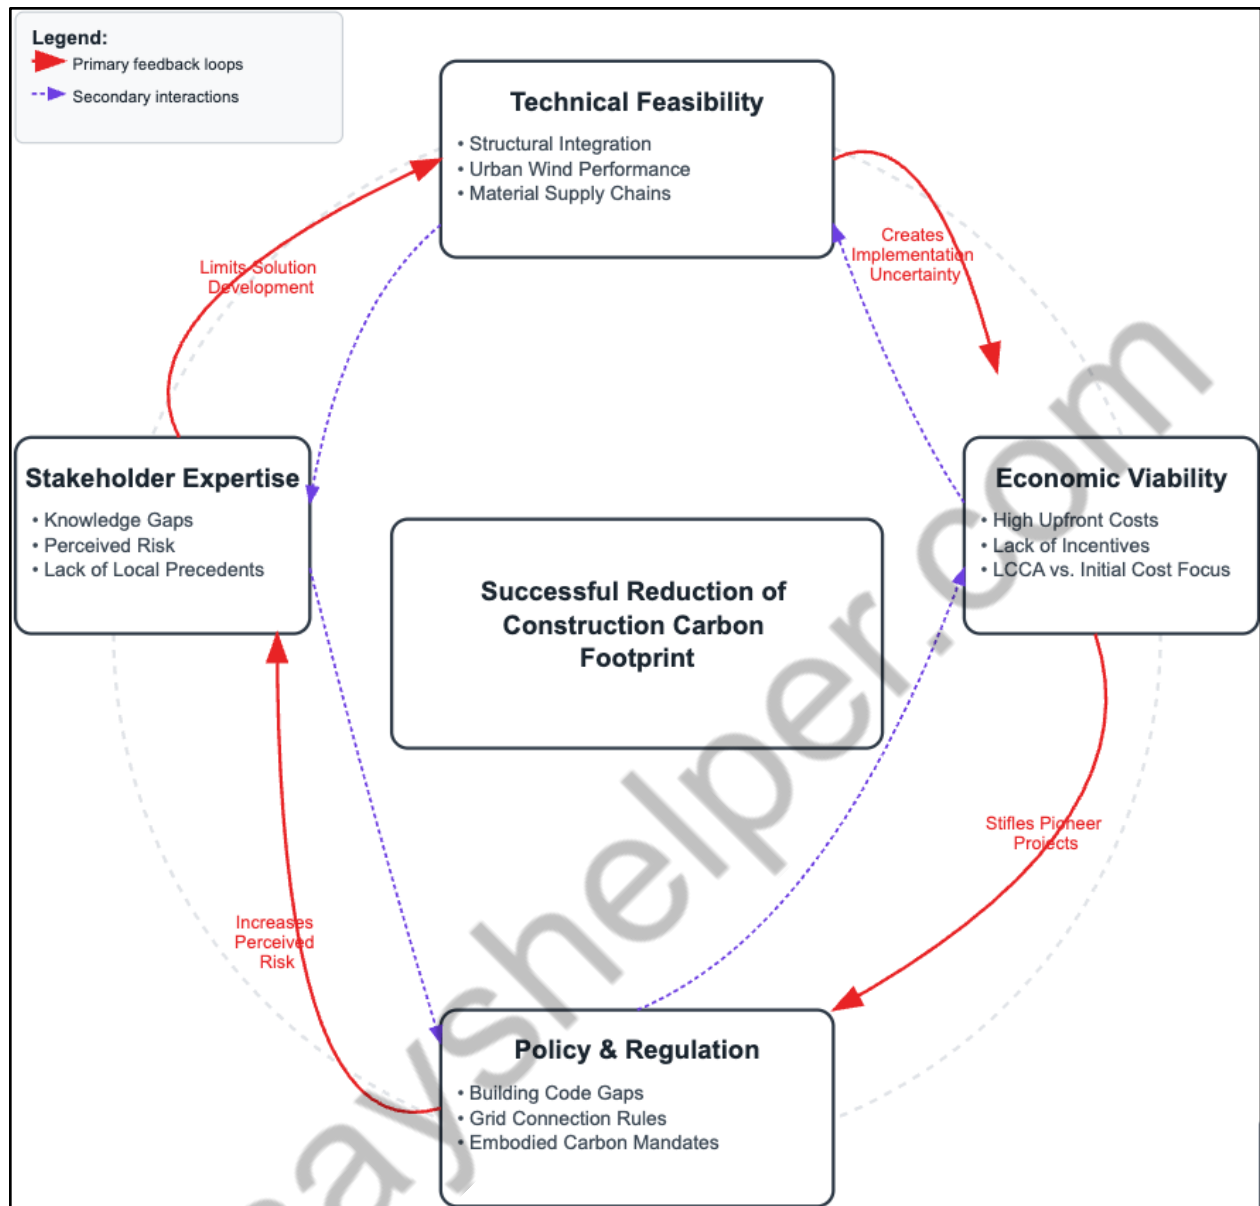 Legend:
Primary feedback loops
Secondary interactions
Technical Feasibility
• Structural Integration
• Urban Wind Performance
• Material Supply Chains
Creates
Implementation
Uncertainty
Limits Solution
Development
Stakeholder Expertise
• Knowledge Gaps
• Perceived Risk
• Lack of Local Precedents
Economic Viability
• High Upfront Costs
• Lack of Incentives
• LCCA vs. Initial Cost Focus
Successful Reduction of
Construction Carbon
Footprint
Stifles Pioneer
Projects
Increases
Perceived
Risk
Policy & Regulation
• Building Code Gaps
• Grid Connection Rules
• Embodied Carbon Mandates
ayshelper.com